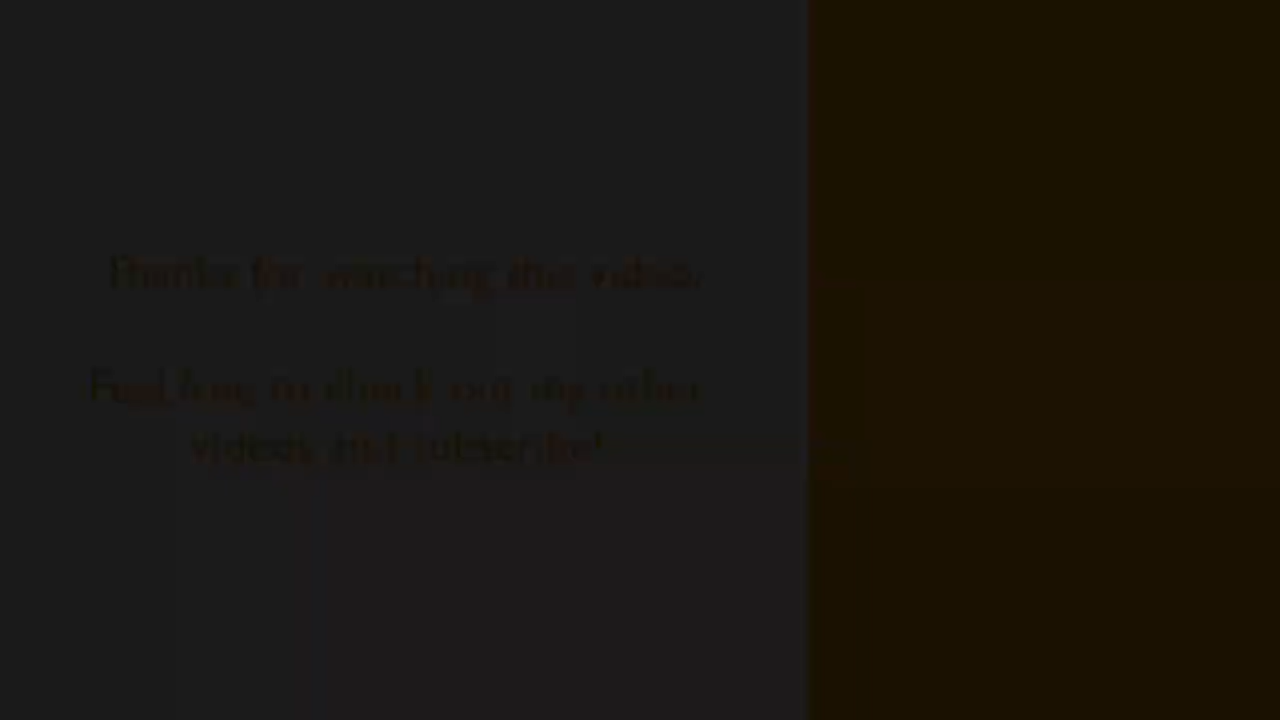 Thanks for watching this video.
Feel free to check out my other
videos and subscribe!